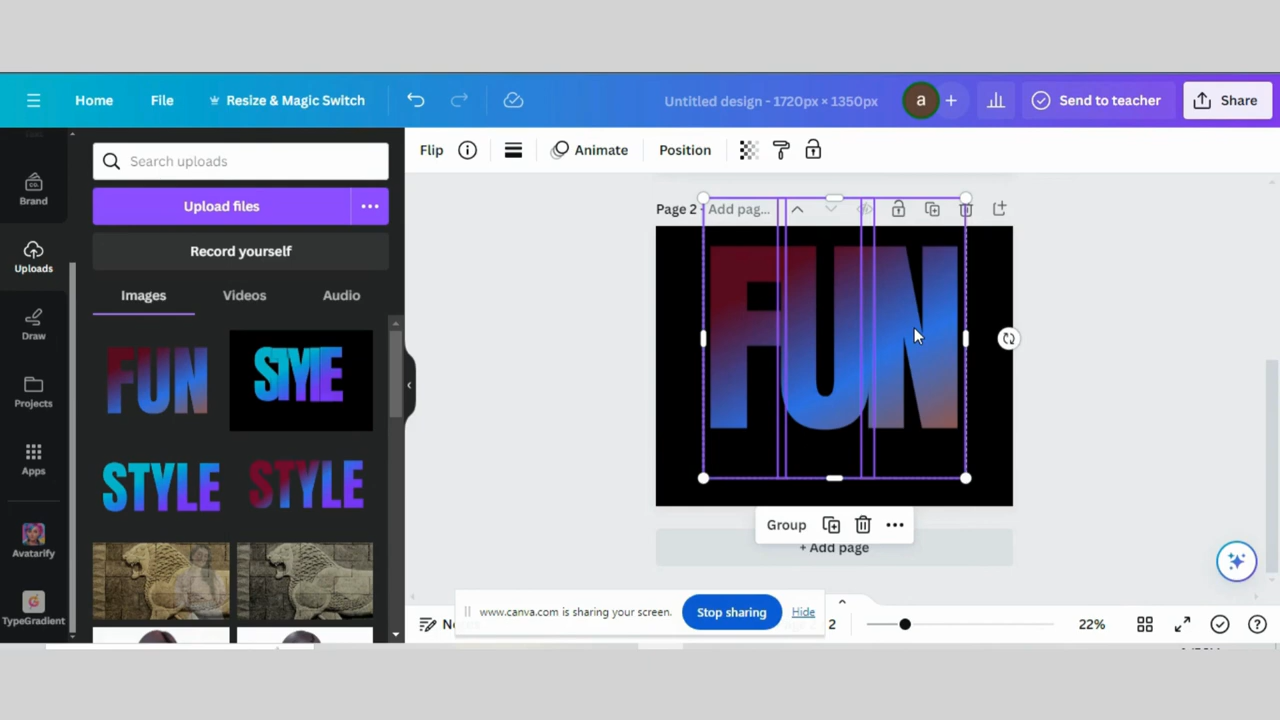 Home File Resize & Magic Switch Untitled design - 1720px × 1350px a + Send to teacher Share
Search uploads
Flip Animate Position
Brand
Upload files
Page 2 - Add pag...
Uploads
Record yourself
Images Videos Audio
FUN
Draw
FUN STYLE
Projects
STYLE STYLE
Apps
Group
Avatarify
+ Add page
www.canva.com is sharing your screen. Stop sharing Hide
TypeGradient
2 22%